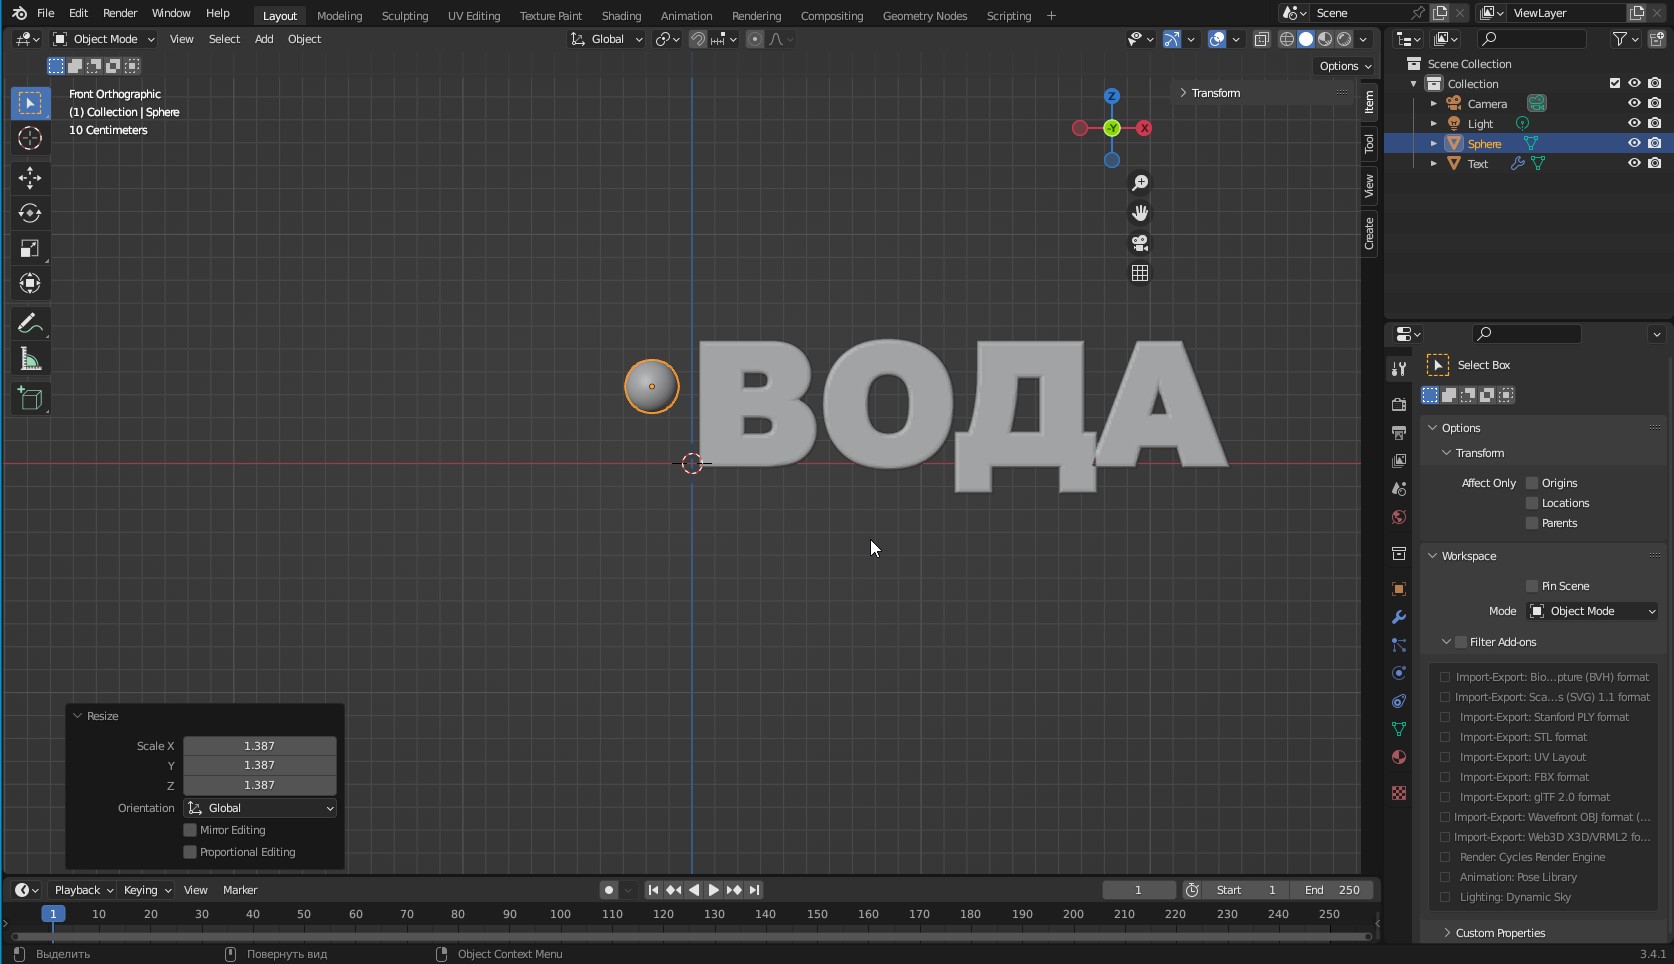 File Edit Render Window Help Layout Modeling Sculpting UV Editing Texture Paint Shading Animation Rendering Compositing Geometry Nodes Scripting + Scene ViewLayer
Object Mode View Select Add Object Global
Options
Front Orthographic
(1) Collection | Sphere
10 Centimeters
Z
-Y
X
Transform
Item
Tool
View
Create
ВОДА
Resize
Scale X 1.387
Y 1.387
Z 1.387
Orientation Global
Mirror Editing
Proportional Editing
Scene Collection
Collection
Camera
Light
Sphere
Text
Select Box
Options
Transform
Affect Only Origins
Locations
Parents
Workspace
Pin Scene
Mode Object Mode
Filter Add-ons
Import-Export: Bio...pture (BVH) format
Import-Export: Sca...s (SVG) 1.1 format
Import-Export: Stanford PLY format
Import-Export: STL format
Import-Export: UV Layout
Import-Export: FBX format
Import-Export: glTF 2.0 format
Import-Export: Wavefront OBJ format (...
Import-Export: Web3D X3D/VRML2 fo...
Render: Cycles Render Engine
Animation: Pose Library
Lighting: Dynamic Sky
Custom Properties
Playback Keying View Marker 1 Start 1 End 250
1 10 20 30 40 50 60 70 80 90 100 110 120 130 140 150 160 170 180 190 200 210 220 230 240 250
Выделить Повернуть вид Object Context Menu 3.4.1